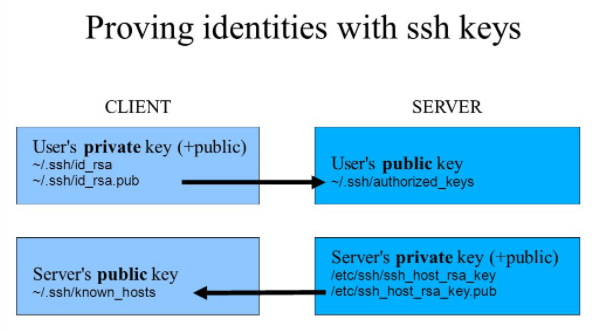 Proving identities with ssh keys
CLIENT
SERVER
User's private key (+public)
~/.ssh/id_rsa
~/.ssh/id_rsa.pub
User's public key
~/.ssh/authorized_keys
Server's public key
~/.ssh/known_hosts
Server's private key (+public)
/etc/ssh/ssh_host_rsa_key
/etc/ssh_host_rsa_key.pub